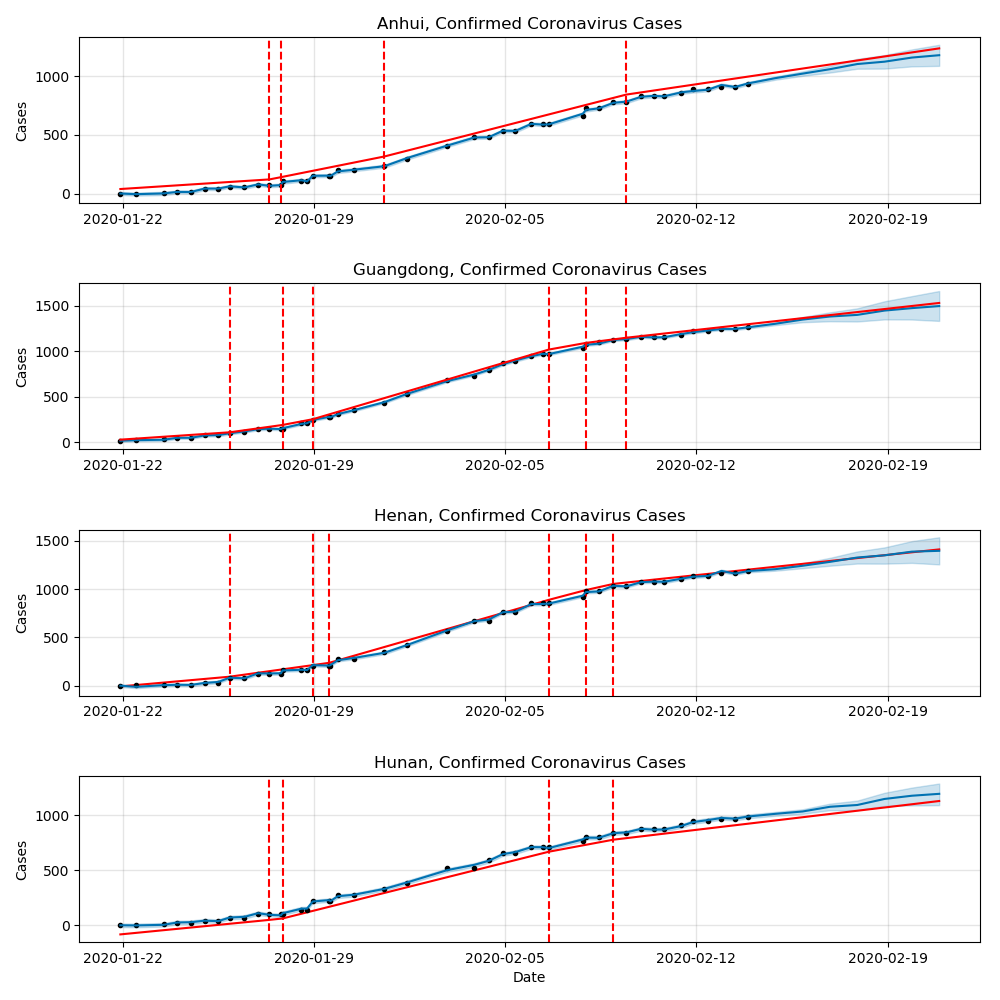 Anhui, Confirmed Coronavirus Cases
Cases
1000
500
0
2020-01-22 2020-01-29 2020-02-05 2020-02-12 2020-02-19
Guangdong, Confirmed Coronavirus Cases
Cases
1500
1000
500
0
2020-01-22 2020-01-29 2020-02-05 2020-02-12 2020-02-19
Henan, Confirmed Coronavirus Cases
Cases
1500
1000
500
0
2020-01-22 2020-01-29 2020-02-05 2020-02-12 2020-02-19
Hunan, Confirmed Coronavirus Cases
Cases
1000
500
0
2020-01-22 2020-01-29 2020-02-05 2020-02-12 2020-02-19
Date